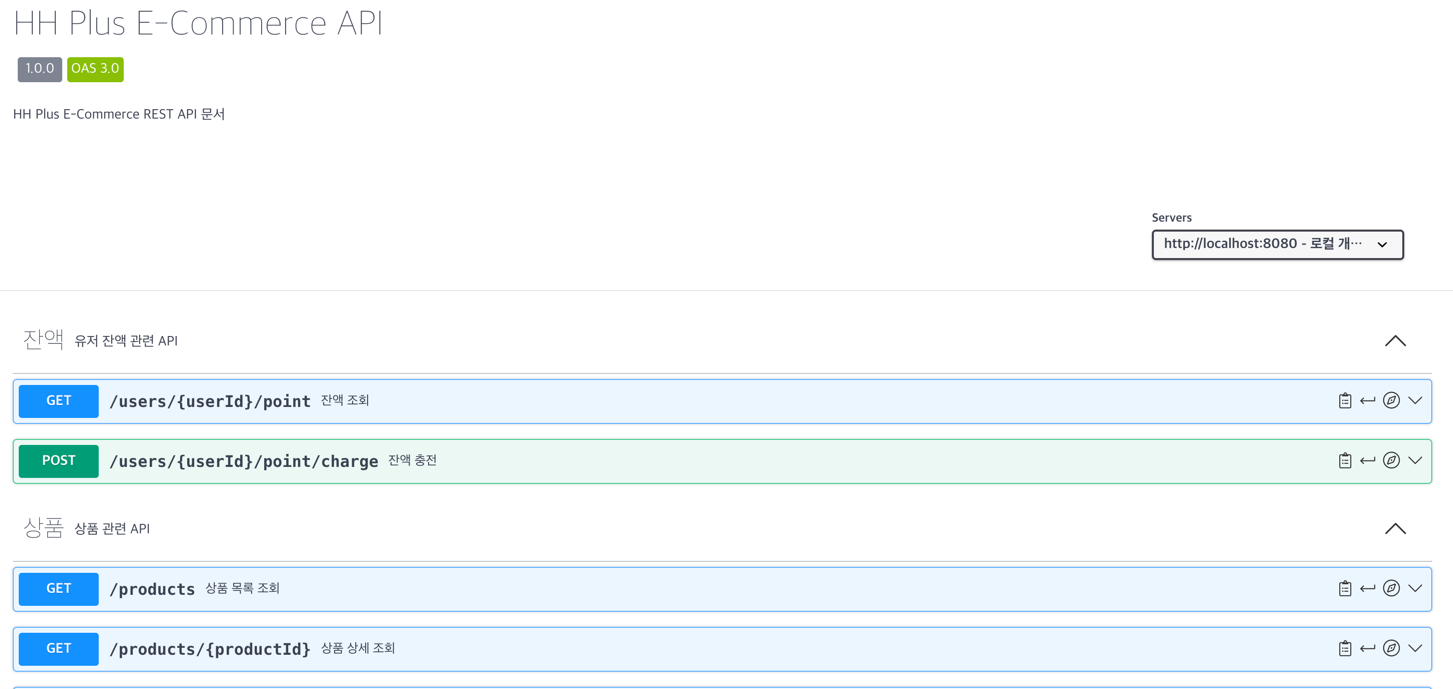 HH Plus E-Commerce API
1.0.0 OAS 3.0
HH Plus E-Commerce REST API 문서
Servers
http://localhost:8080 - 로컬 개…
잔액 유저 잔액 관련 API
GET /users/{userId}/point 잔액 조회
POST /users/{userId}/point/charge 잔액 충전
상품 상품 관련 API
GET /products 상품 목록 조회
GET /products/{productId} 상품 상세 조회